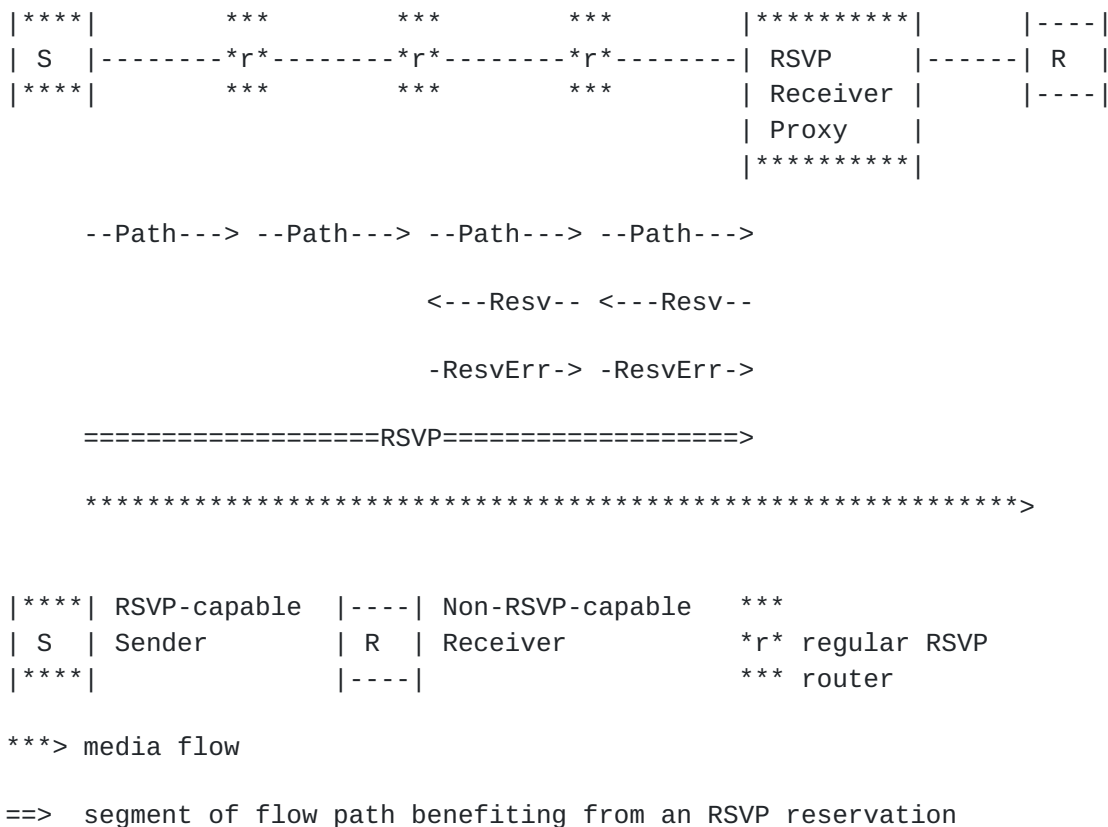 |****|        ***        ***        ***        |**********|      |----|
| S  |--------*r*--------*r*--------*r*--------| RSVP     |------| R  |
|****|        ***        ***        ***        | Receiver |      |----|
                                               | Proxy    |
                                               |**********|
     --Path---> --Path---> --Path---> --Path--->
                           <---Resv-- <---Resv--
                           -ResvErr-> -ResvErr->
     ===================RSVP===================>
     ************************************************************>
|****| RSVP-capable  |----| Non-RSVP-capable   ***
| S  | Sender        | R  | Receiver           *r* regular RSVP
|****|               |----|                    *** router
***> media flow
==>  segment of flow path benefiting from an RSVP reservation